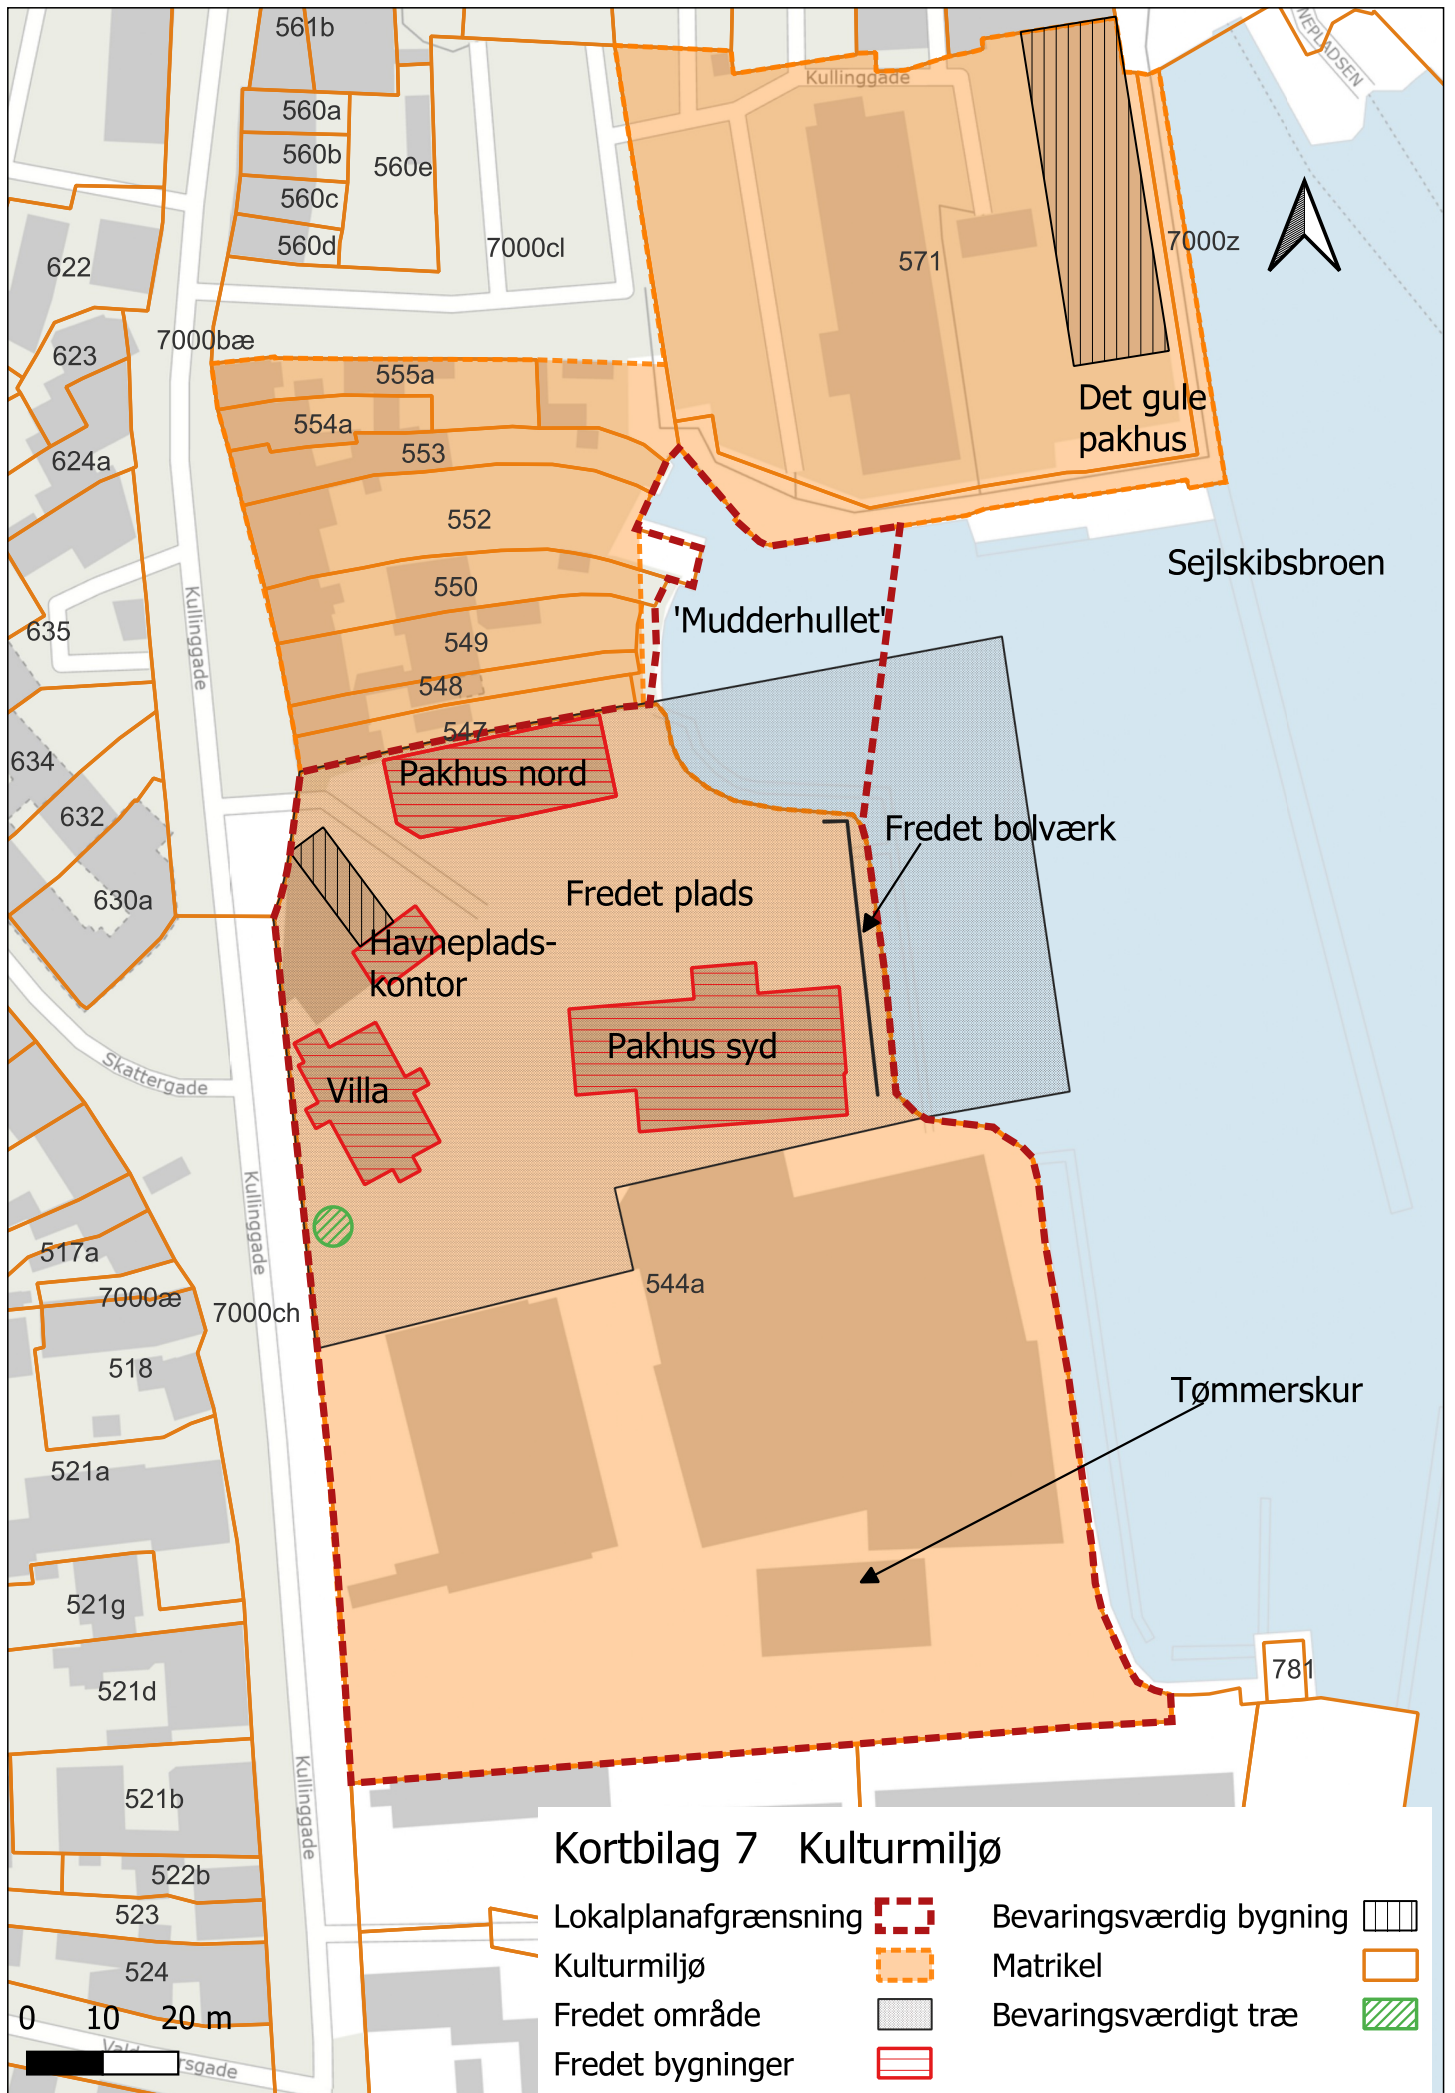 561b
NEPLADSEN
Kullinggade
560a
560b
560e
560c
560d
7000cl
7000z
571
622
7000bæ
623
555a
Det gule
pakhus
554a
553
624a
552
Sejlskibsbroen
550
Kullinggade
'Mudderhullet'
635
549
548
547
634
Pakhus nord
632
Fredet bolværk
Fredet plads
630a
Havneplads-
kontor
Pakhus syd
Skattergade
Villa
Kullinggade
517a
544a
7000æ
7000ch
518
Tømmerskur
521a
521g
781
521d
521b
Kullinggade
522b
523
524
0 10 20 m
Kortbilag 7 Kulturmiljø
Lokalplanafgrænsning
Bevaringsværdig bygning
Kulturmiljø
Matrikel
Fredet område
Bevaringsværdigt træ
Fredet bygninger